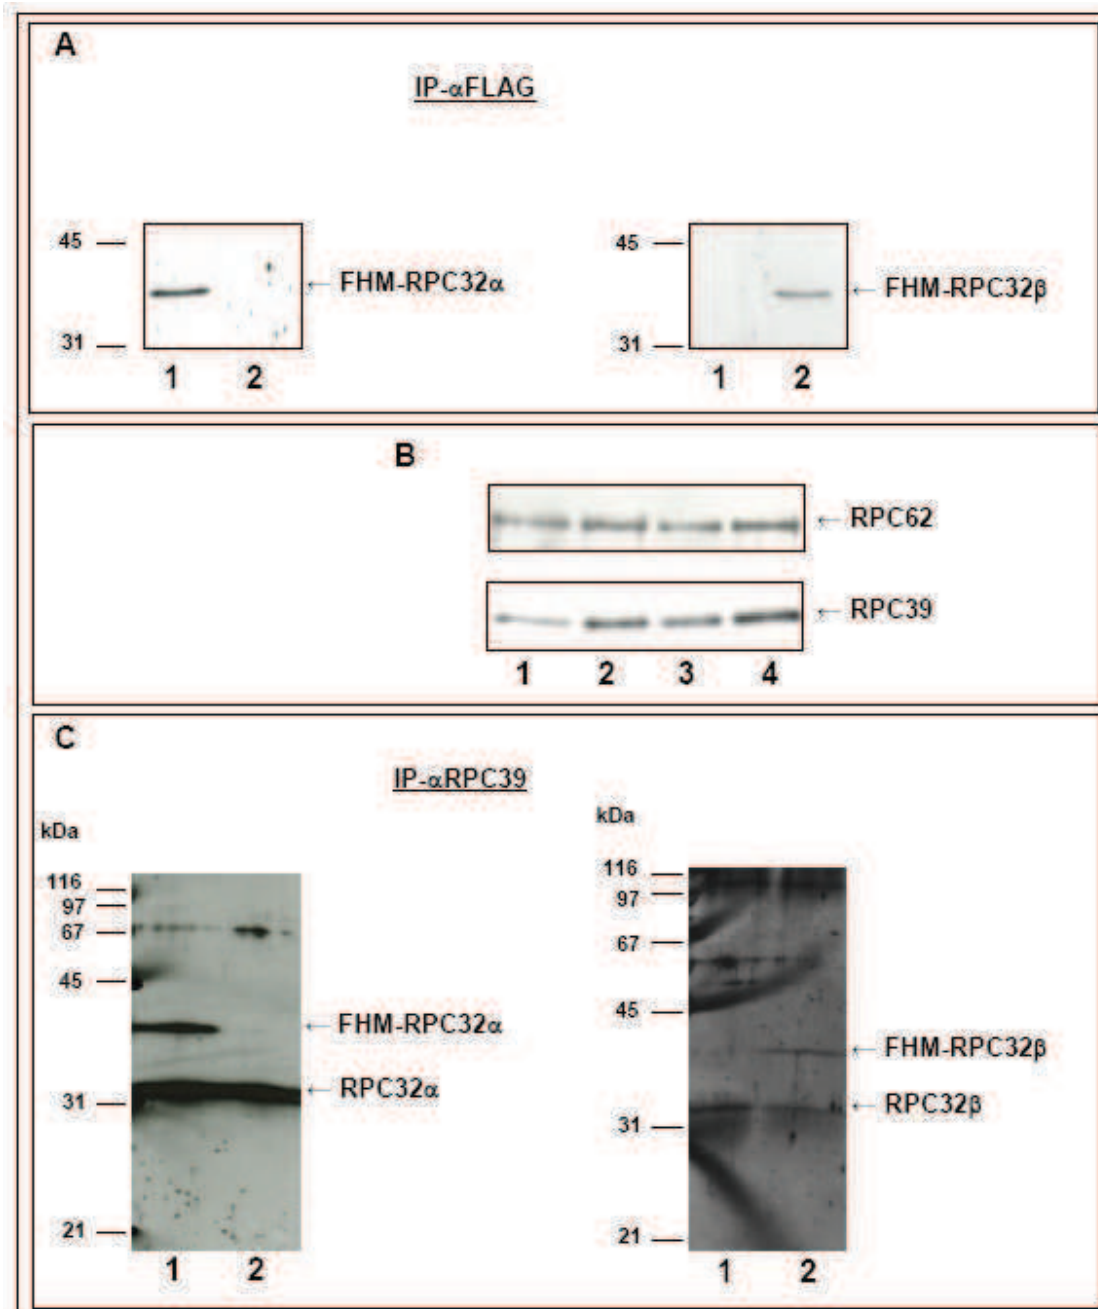 A
IP-αFLAG
45
← FHM-RPC32α
31
1 2
45
← FHM-RPC32β
31
1 2
B
← RPC62
← RPC39
1 2 3 4
C
IP-αRPC39
kDa
116
97
67
45
← FHM-RPC32α
← RPC32α
31
21
1 2
kDa
116
97
67
45
← FHM-RPC32β
← RPC32β
31
21
1 2